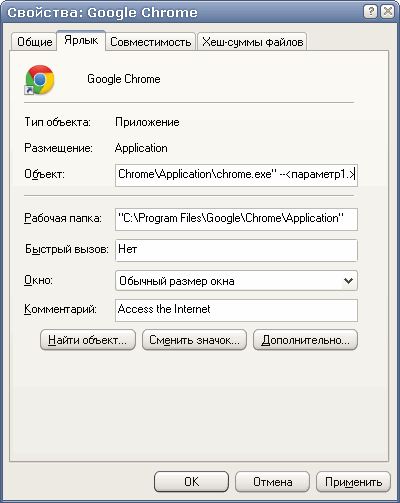 Свойства: Google Chrome
Общие Ярлык Совместимость Хеш-суммы файлов
Google Chrome
Тип объекта: Приложение
Размещение: Application
Объект: Chrome\Application\chrome.exe" --<параметр1.>
Рабочая папка: "C:\Program Files\Google\Chrome\Application"
Быстрый вызов: Нет
Окно: Обычный размер окна
Комментарий: Access the Internet
Найти объект... Сменить значок... Дополнительно...
OK Отмена Применить